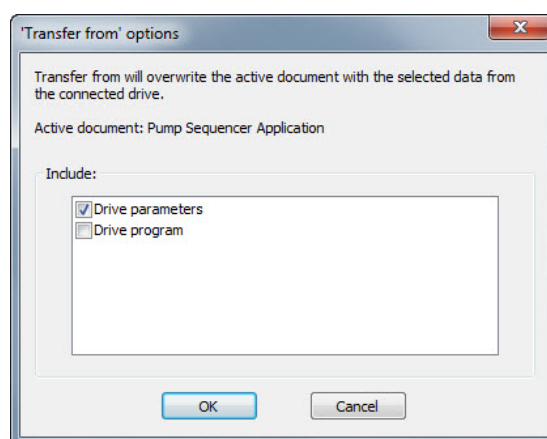 'Transfer from' options
Transfer from will overwrite the active document with the selected data from
the connected drive.
Active document: Pump Sequencer Application
Include:
Drive parameters
Drive program
OK
Cancel